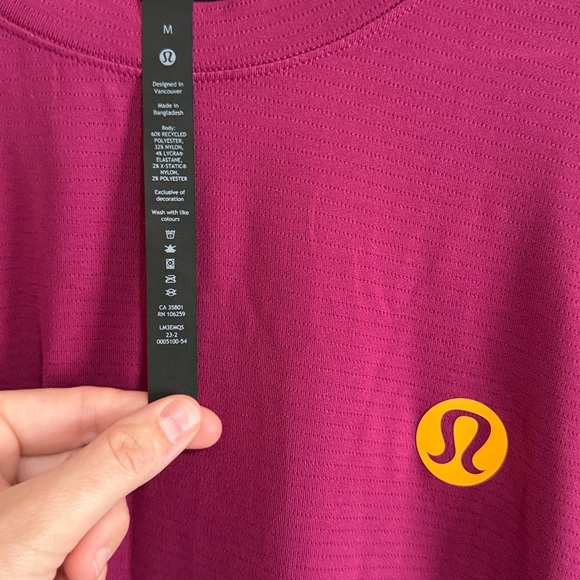 M
Designed in
Vancouver
Made in
Bangladesh
Body:
60% RECYCLED
POLYESTER,
32% NYLON,
4% LYCRA®
ELASTANE,
2% X-STATIC®
NYLON,
2% POLYESTER
Exclusive of
decoration
Wash with like
colours
CA 35801
RN 106259
LM3EMQS
23-2
0005100-54